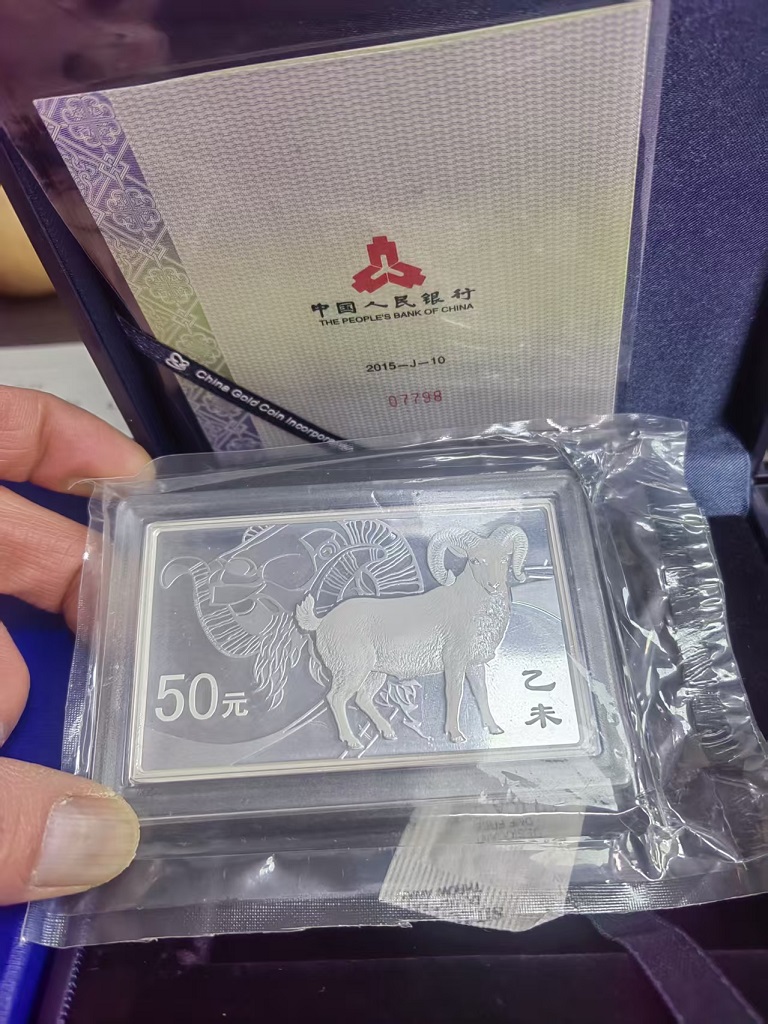 中国人民银行
THE PEOPLE'S BANK OF CHINA
2015—J—10
07798
China Gold Coin Incorporation
50元
乙
未